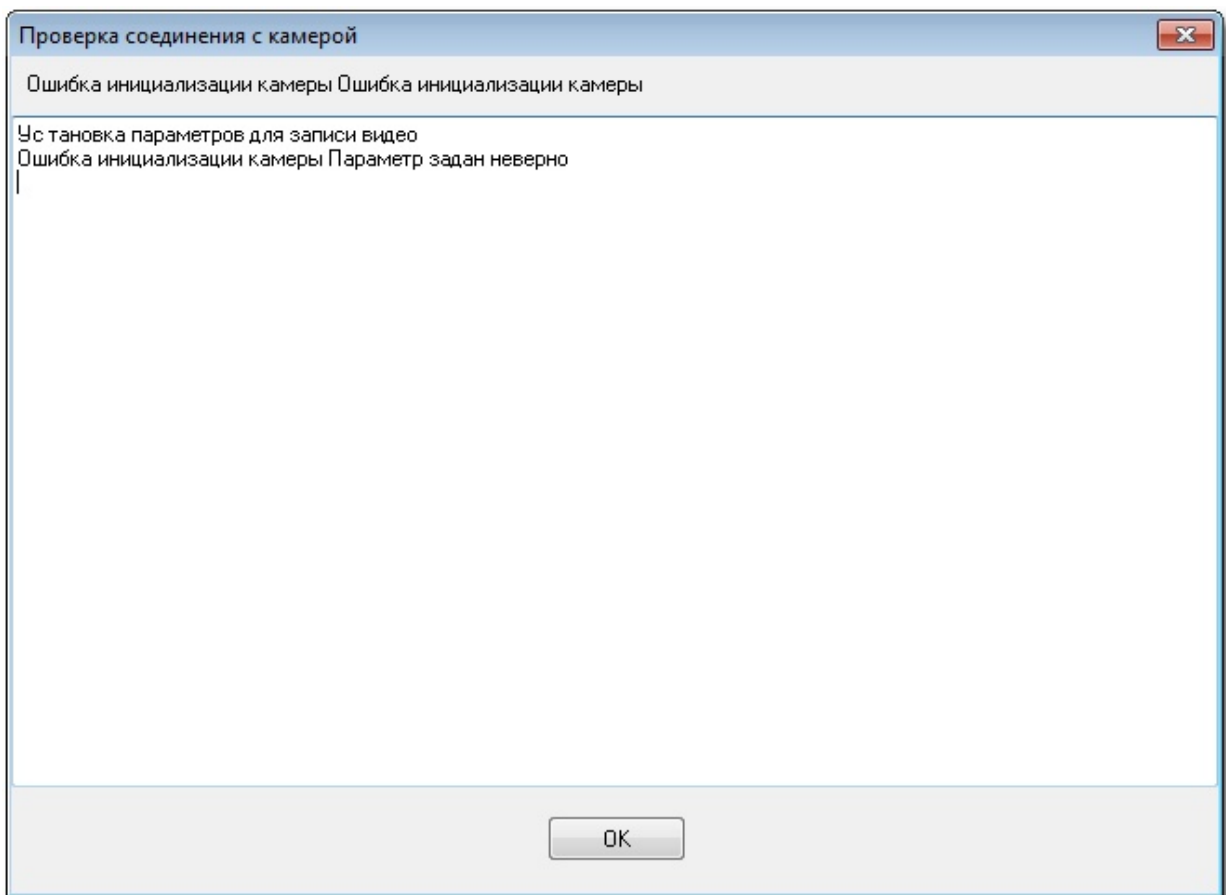 Проверка соединения с камерой
Ошибка инициализации камеры Ошибка инициализации камеры
Ус тановка параметров для записи видео
Ошибка инициализации камеры Параметр задан неверно
OK